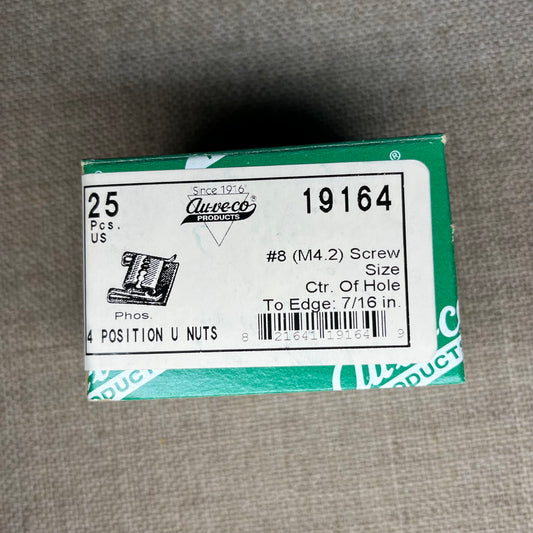 25
Pcs.
US
Since 1916
Au-ve-co®
PRODUCTS
19164
#8 (M4.2) Screw
Size
Ctr. Of Hole
To Edge: 7/16 in.
Phos.
4 POSITION U NUTS
8 21641 19164 9
®